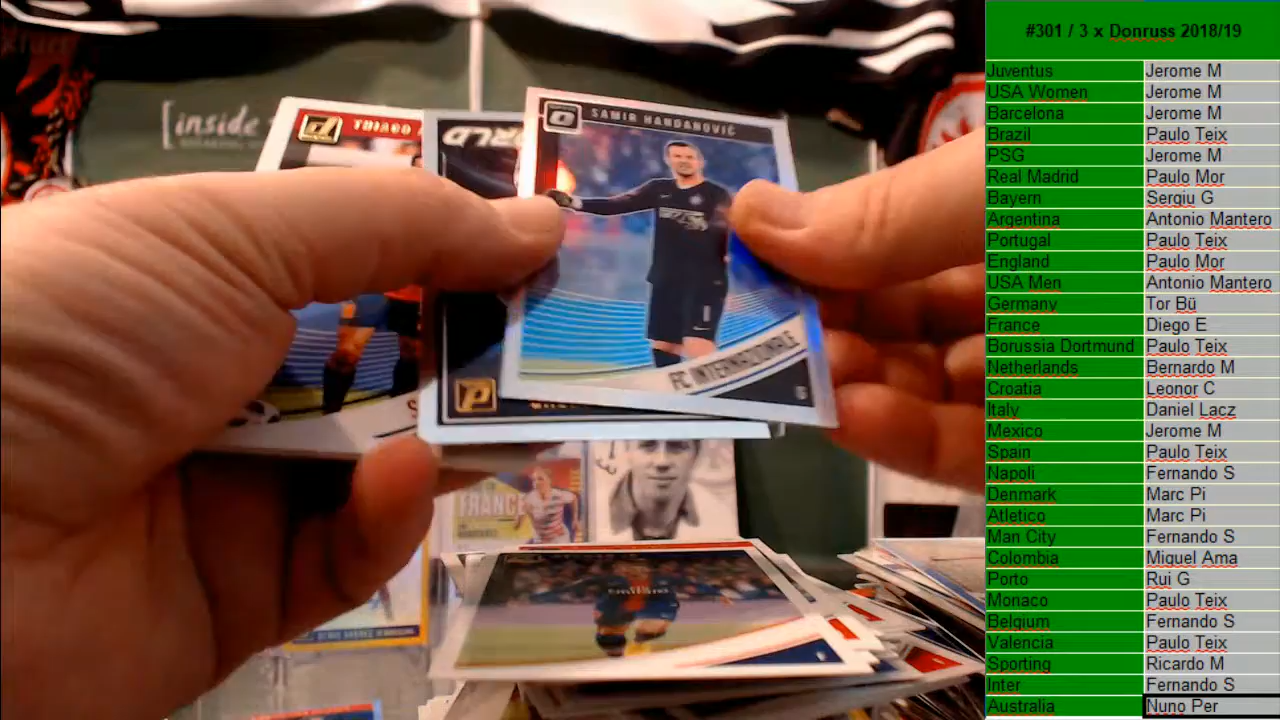 #301 / 3 x Donruss 2018/19
Juventus Jerome M
USA Women Jerome M
Barcelona Jerome M
Brazil Paulo Teix
PSG Jerome M
Real Madrid Paulo Mor
Bayern Sergiu G
Argentina Antonio Mantero
Portugal Paulo Teix
England Paulo Mor
USA Men Antonio Mantero
Germany Tor Bü
France Diego E
Borussia Dortmund Paulo Teix
Netherlands Bernardo M
Croatia Leonor C
Italy Daniel Lacz
Mexico Jerome M
Spain Paulo Teix
Napoli Fernando S
Denmark Marc Pi
Atletico Marc Pi
Man City Fernando S
Colombia Miquel Ama
Porto Rui G
Monaco Paulo Teix
Belgium Fernando S
Valencia Paulo Teix
Sporting Ricardo M
Inter Fernando S
Australia Nuno Per
[inside
THIAGO
SAMIR HANDANOVIČ
FC INTERNAZIONALE
FRANCE